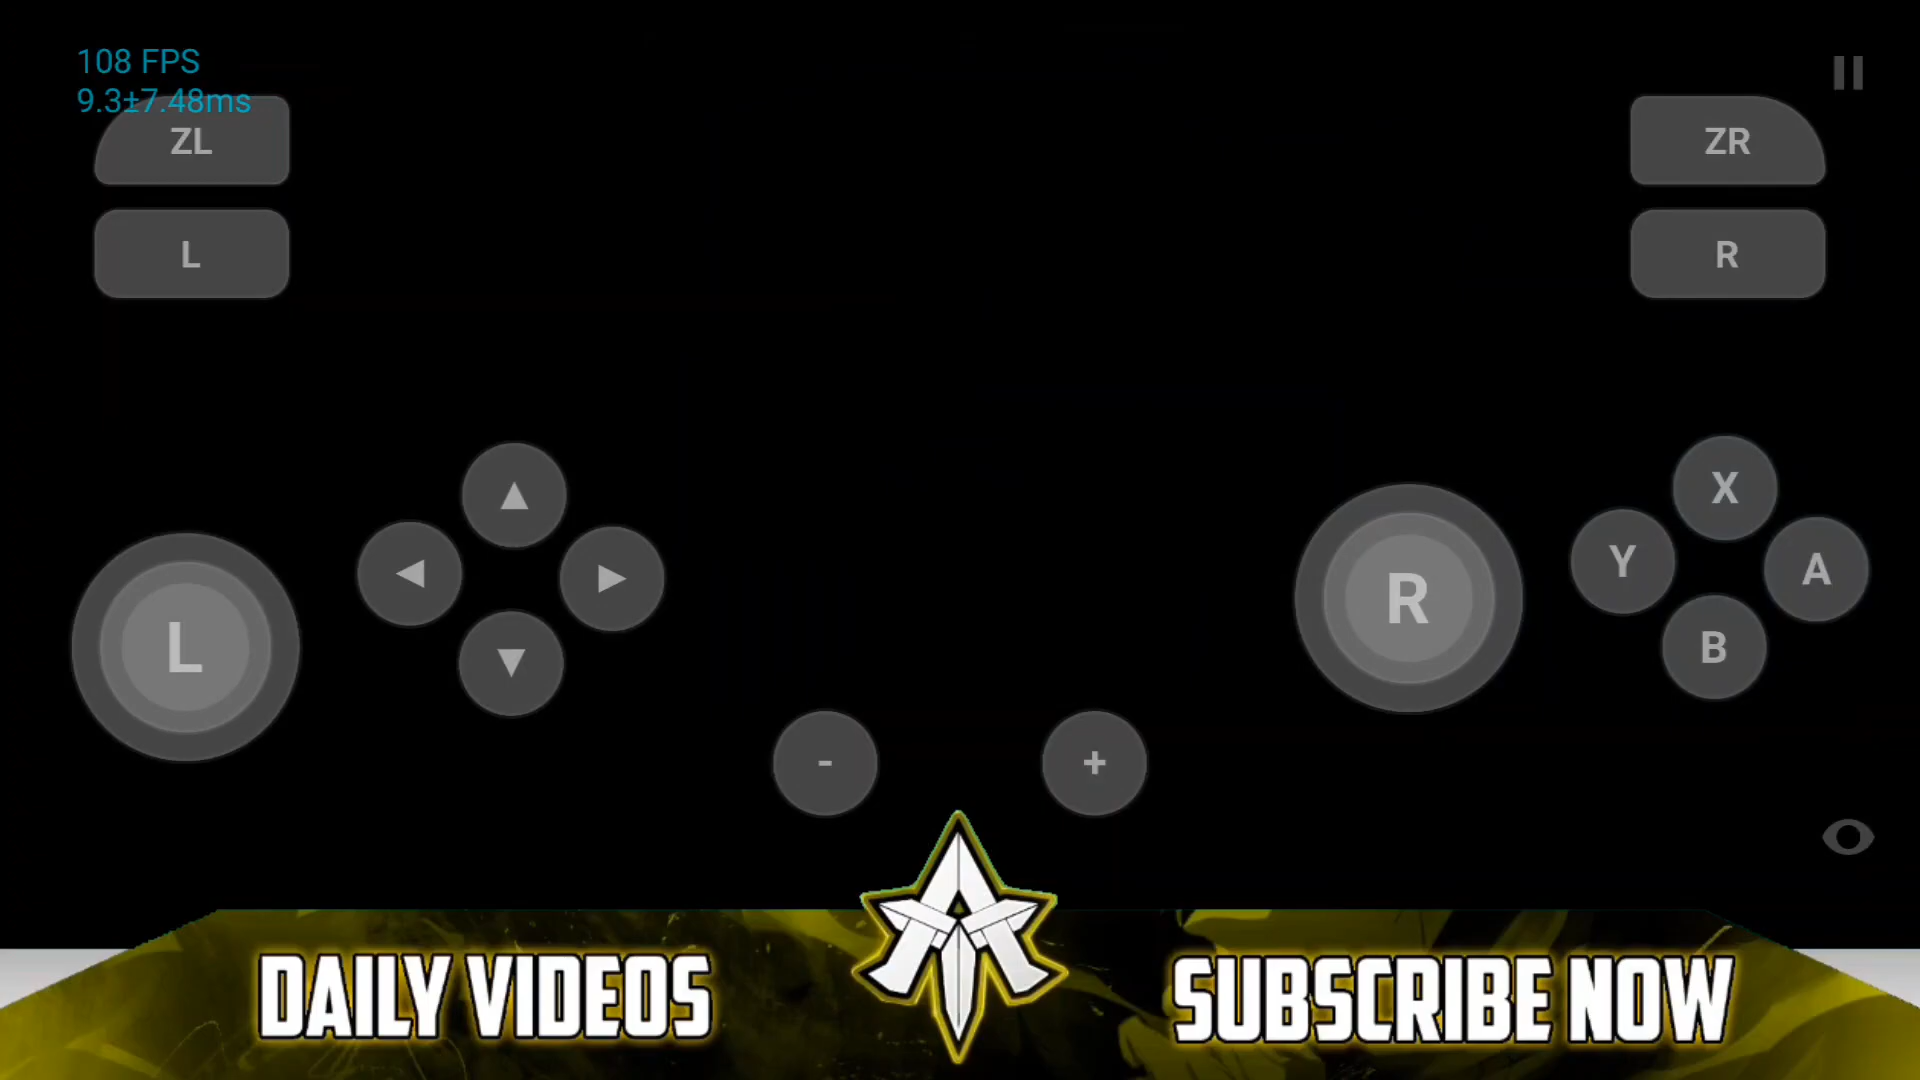 108 FPS
9.3±7.48ms
ZL
ZR
L
R
X
Y
A
L
R
B
-
+
DAILY VIDEOS
SUBSCRIBE NOW